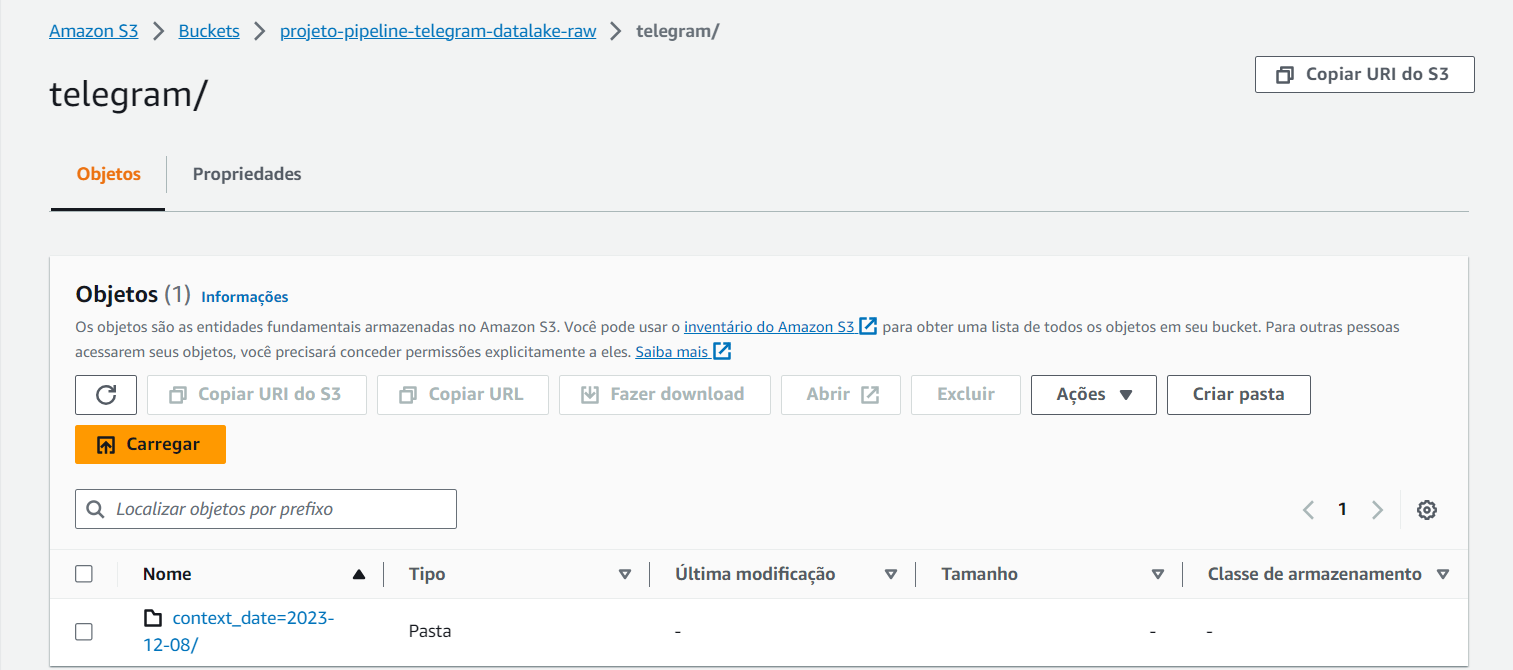 Amazon S3 > Buckets > projeto-pipeline-telegram-datalake-raw > telegram/
telegram/
Copiar URI do S3
Objetos
Propriedades
Objetos (1) Informações
Os objetos são as entidades fundamentais armazenadas no Amazon S3. Você pode usar o inventário do Amazon S3 para obter uma lista de todos os objetos em seu bucket. Para outras pessoas
acessarem seus objetos, você precisará conceder permissões explicitamente a eles. Saiba mais
Copiar URI do S3 Copiar URL Fazer download Abrir Excluir Ações Criar pasta
Carregar
Localizar objetos por prefixo
1
Nome Tipo Última modificação Tamanho Classe de armazenamento
context_date=2023-
12-08/
Pasta - - -